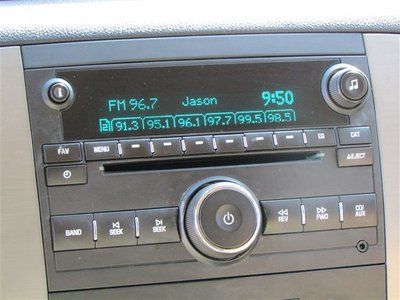 FM 96.7 Jason 9:50
2 91.3 95.1 96.1 97.7 99.5 98.5
FAV MENU EQ CAT
EJECT
BAND SEEK SEEK REV FWD CD/AUX